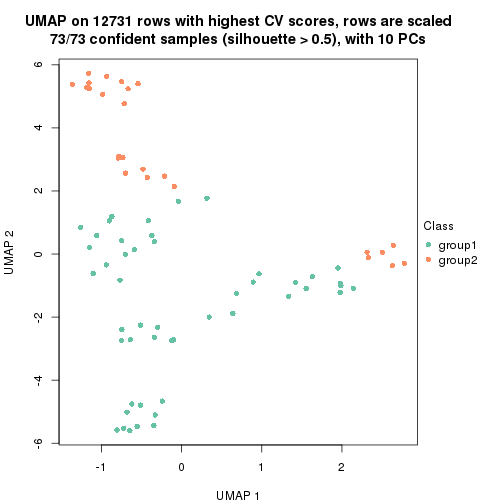 UMAP on 12731 rows with highest CV scores, rows are scaled
73/73 confident samples (silhouette > 0.5), with 10 PCs
6
4
2
0
-2
-4
-6
UMAP 2
-1
0
1
2
UMAP 1
Class
group1
group2